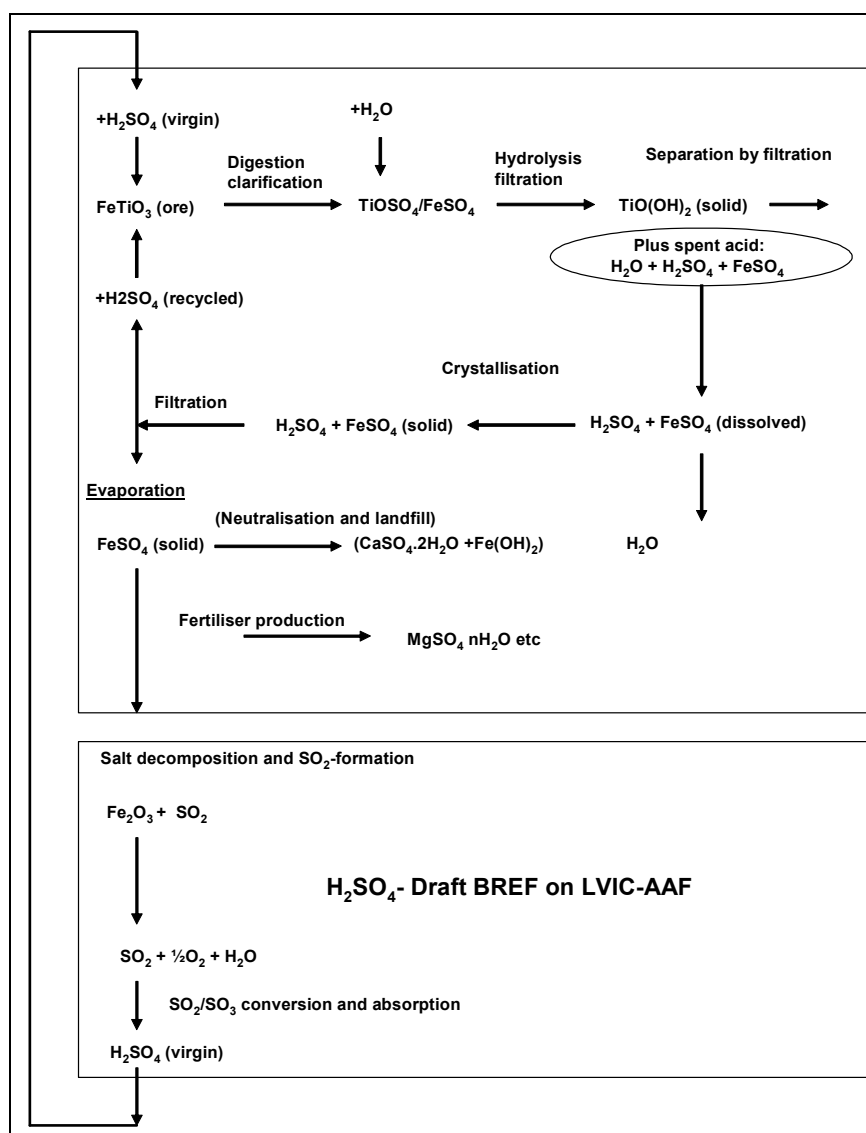 +H₂SO₄ (virgin)
+H₂O
Digestion
clarification
Hydrolysis
filtration
Separation by filtration
FeTiO₃ (ore)
TiOSO₄/FeSO₄
TiO(OH)₂ (solid)
Plus spent acid:
H₂O + H₂SO₄ + FeSO₄
+H2SO₄ (recycled)
Crystallisation
Filtration
H₂SO₄ + FeSO₄ (solid)
H₂SO₄ + FeSO₄ (dissolved)
Evaporation
(Neutralisation and landfill)
FeSO₄ (solid)
(CaSO₄.2H₂O +Fe(OH)₂)
H₂O
Fertiliser production
MgSO₄ nH₂O etc
Salt decomposition and SO₂-formation
Fe₂O₃ + SO₂
H₂SO₄- Draft BREF on LVIC-AAF
SO₂ + ½O₂ + H₂O
SO₂/SO₃ conversion and absorption
H₂SO₄ (virgin)